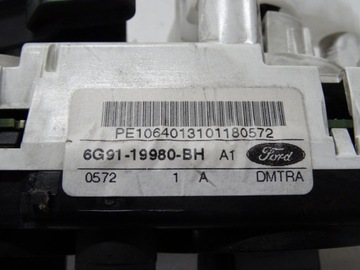 PE1064013101180572
6G91-19980-BH A1 Ford
0572 1 A DMTRA